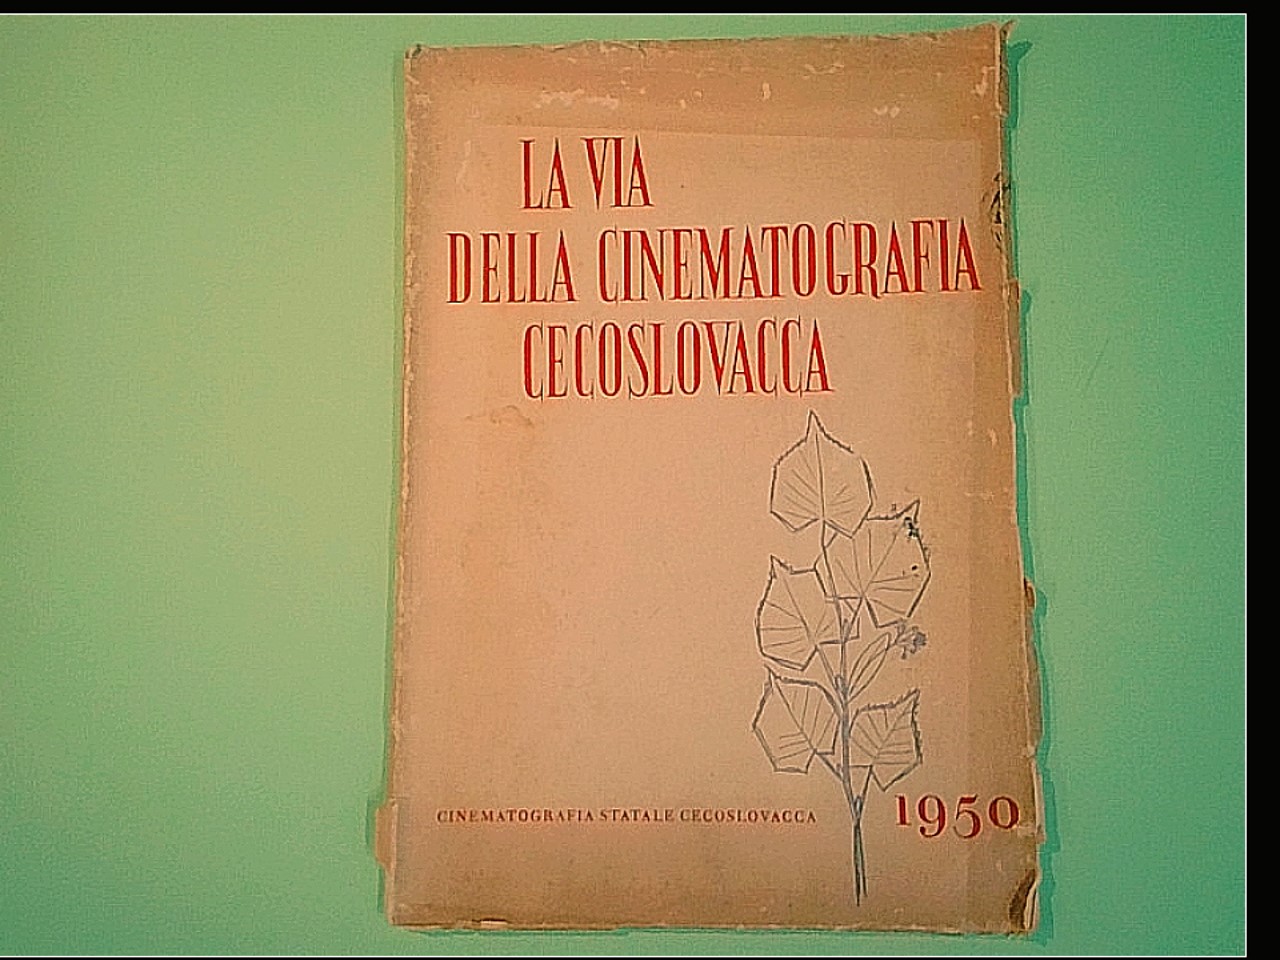 LA VIA
DELLA CINEMATOGRAFIA
CECOSLOVACCA
CINEMATOGRAFIA STATALE CECOSLOVACCA
1950